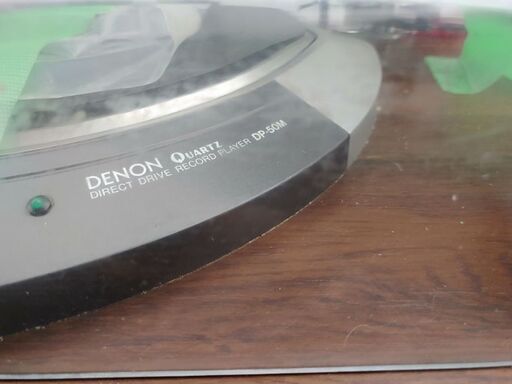 DENON QUARTZ
DIRECT DRIVE RECORD PLAYER DP-50M